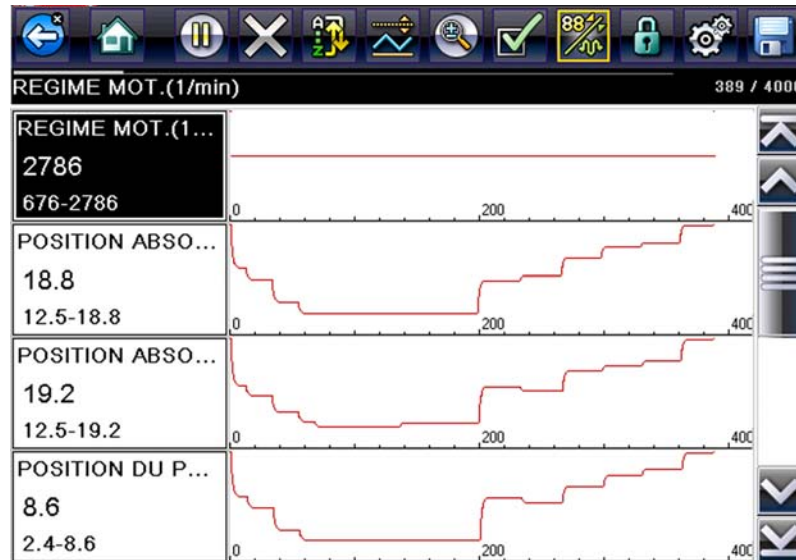 A
z
88
REGIME MOT.(1/min)
389 / 4000
REGIME MOT.(1...
2786
676-2786
0 200 400
POSITION ABSO...
18.8
12.5-18.8
0 200 400
POSITION ABSO...
19.2
12.5-19.2
0 200 400
POSITION DU P...
8.6
2.4-8.6
0 200 400